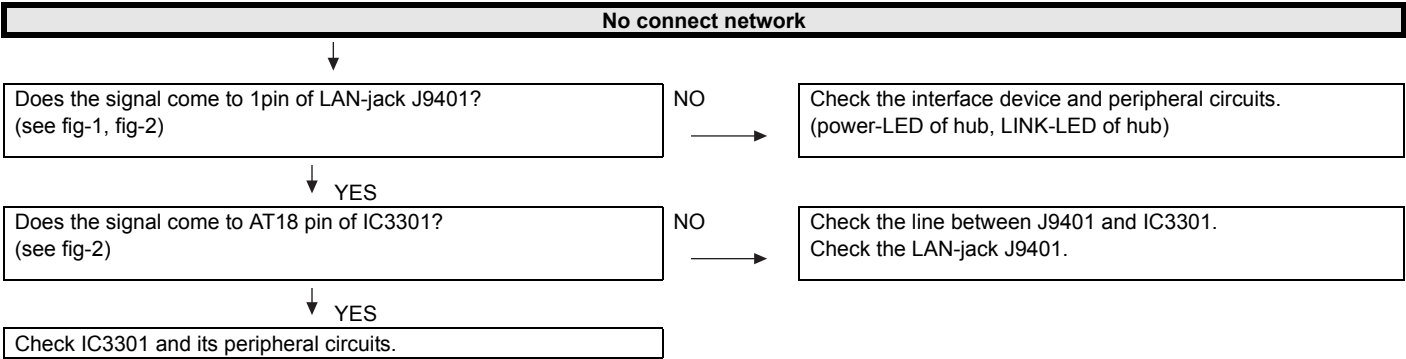 No connect network
Does the signal come to 1pin of LAN-jack J9401?
(see fig-1, fig-2)
NO
Check the interface device and peripheral circuits.
(power-LED of hub, LINK-LED of hub)
YES
Does the signal come to AT18 pin of IC3301?
(see fig-2)
NO
Check the line between J9401 and IC3301.
Check the LAN-jack J9401.
YES
Check IC3301 and its peripheral circuits.